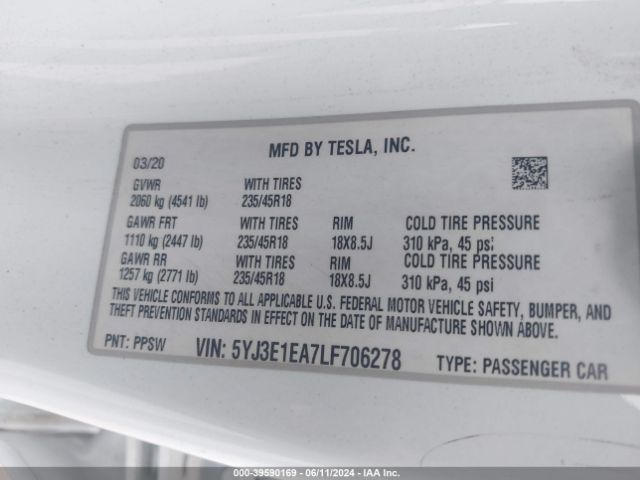 MFD BY TESLA, INC.
03/20
GVWR WITH TIRES
2060 kg (4541 lb) 235/45R18
GAWR FRT WITH TIRES RIM COLD TIRE PRESSURE
1110 kg (2447 lb) 235/45R18 18X8.5J 310 kPa, 45 psi
GAWR RR WITH TIRES RIM COLD TIRE PRESSURE
1257 kg (2771 lb) 235/45R18 18X8.5J 310 kPa, 45 psi
THIS VEHICLE CONFORMS TO ALL APPLICABLE U.S. FEDERAL MOTOR VEHICLE SAFETY, BUMPER, AND
THEFT PREVENTION STANDARDS IN EFFECT ON THE DATE OF MANUFACTURE SHOWN ABOVE.
PNT: PPSW VIN: 5YJ3E1EA7LF706278 TYPE: PASSENGER CAR
000-39590169 - 06/11/2024 - IAA Inc.